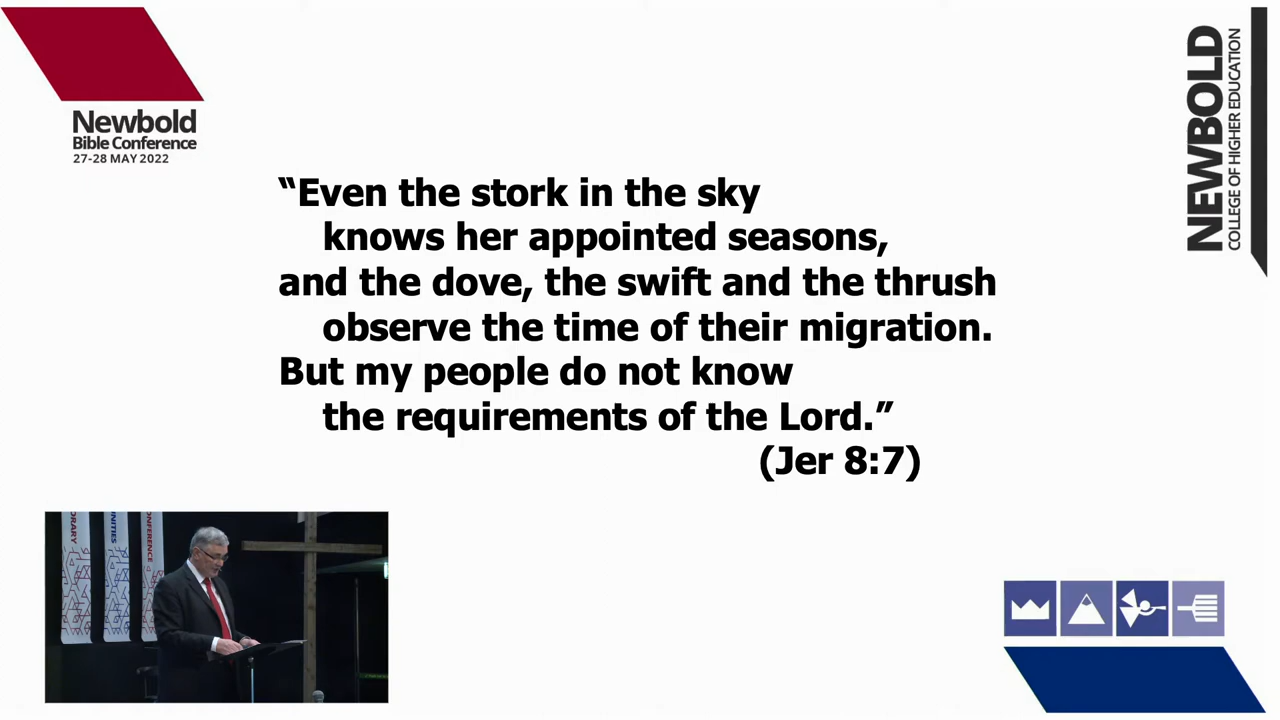 Newbold
Bible Conference
27-28 MAY 2022
NEWBOLD
COLLEGE OF HIGHER EDUCATION
“Even the stork in the sky
knows her appointed seasons,
and the dove, the swift and the thrush
observe the time of their migration.
But my people do not know
the requirements of the Lord.”
(Jer 8:7)
CONFERENCE